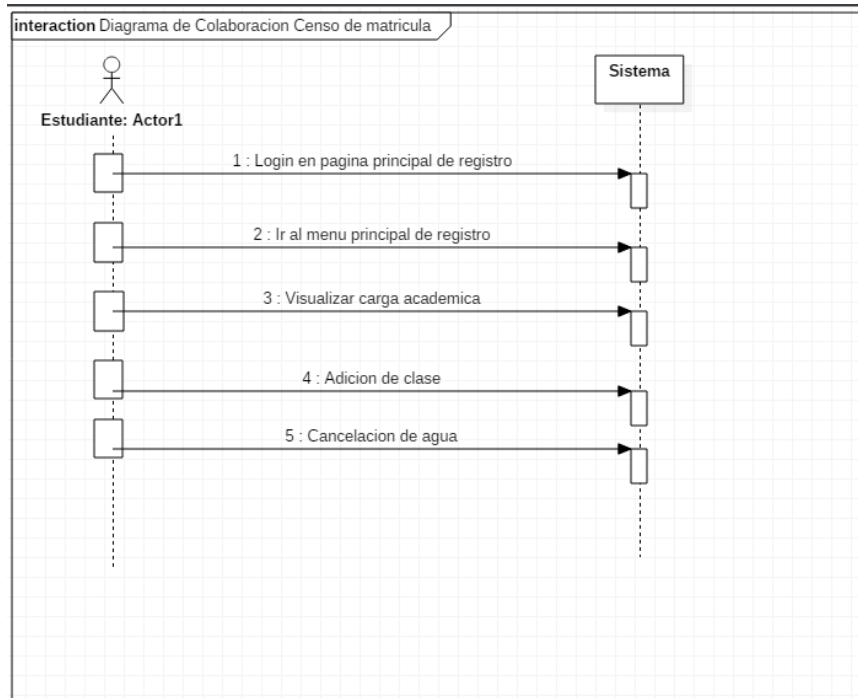 interaction Diagrama de Colaboracion Censo de matricula
Sistema
Estudiante: Actor1
1 : Login en pagina principal de registro
2 : Ir al menu principal de registro
3 : Visualizar carga academica
4 : Adicion de clase
5 : Cancelacion de agua